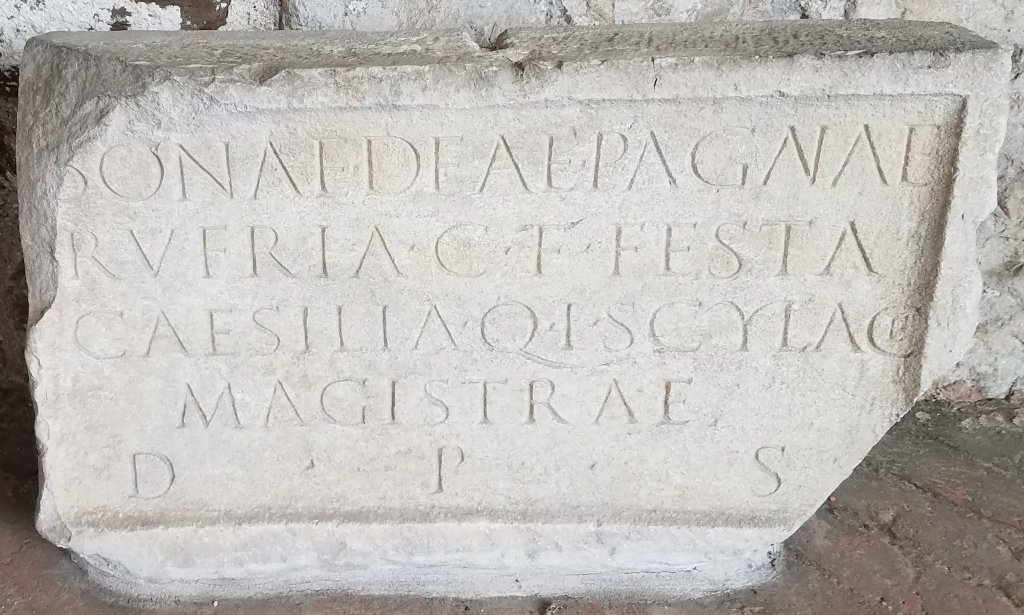 BONAE·DEAE·PAGANAE
RVFRIA·C·F·FESTA
CAESILIA·Q·L·SCYLACE
MAGISTRAE
D · P · S